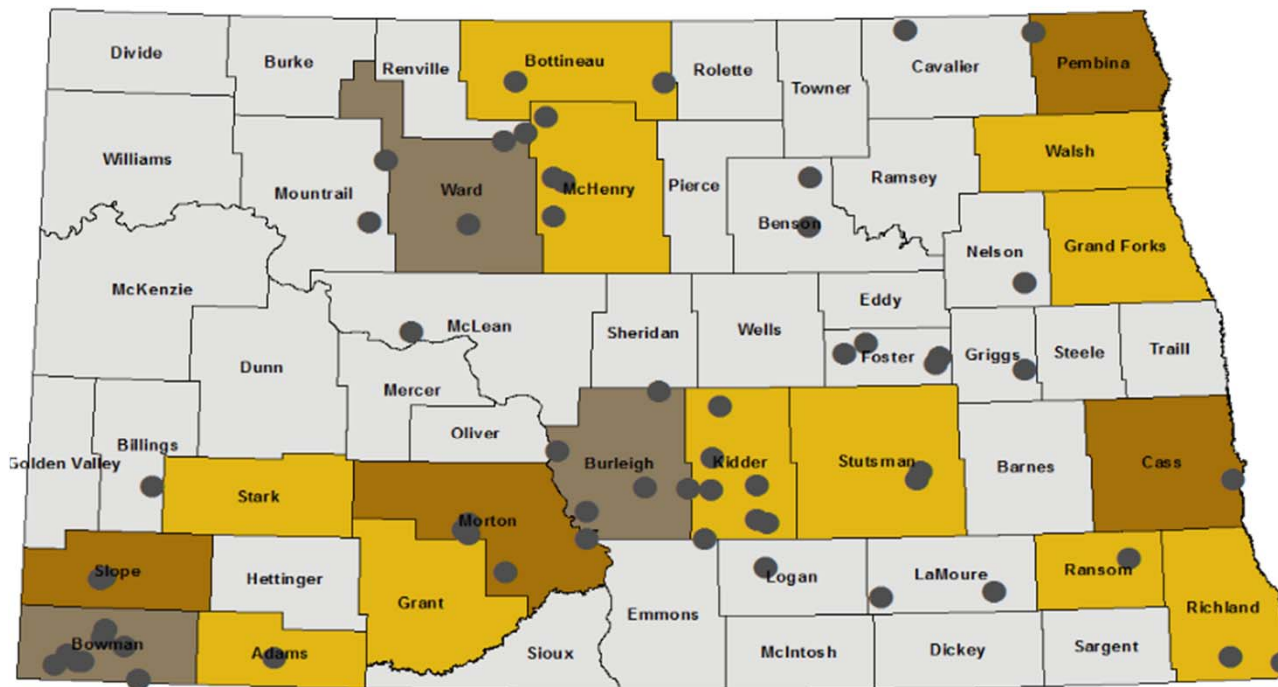 Divide
Burke
Renville
Bottineau
Rolette
Towner
Cavalier
Pembina
Williams
Mountrail
Ward
McHenry
Pierce
Benson
Ramsey
Walsh
Nelson
Grand Forks
McKenzie
Dunn
McLean
Mercer
Oliver
Sheridan
Wells
Eddy
Foster
Griggs
Steele
Traill
Golden Valley
Billings
Stark
Morton
Burleigh
Kidder
Stutsman
Barnes
Cass
Slope
Hettinger
Grant
Emmons
Logan
LaMoure
Ransom
Richland
Bowman
Adams
Sioux
McIntosh
Dickey
Sargent